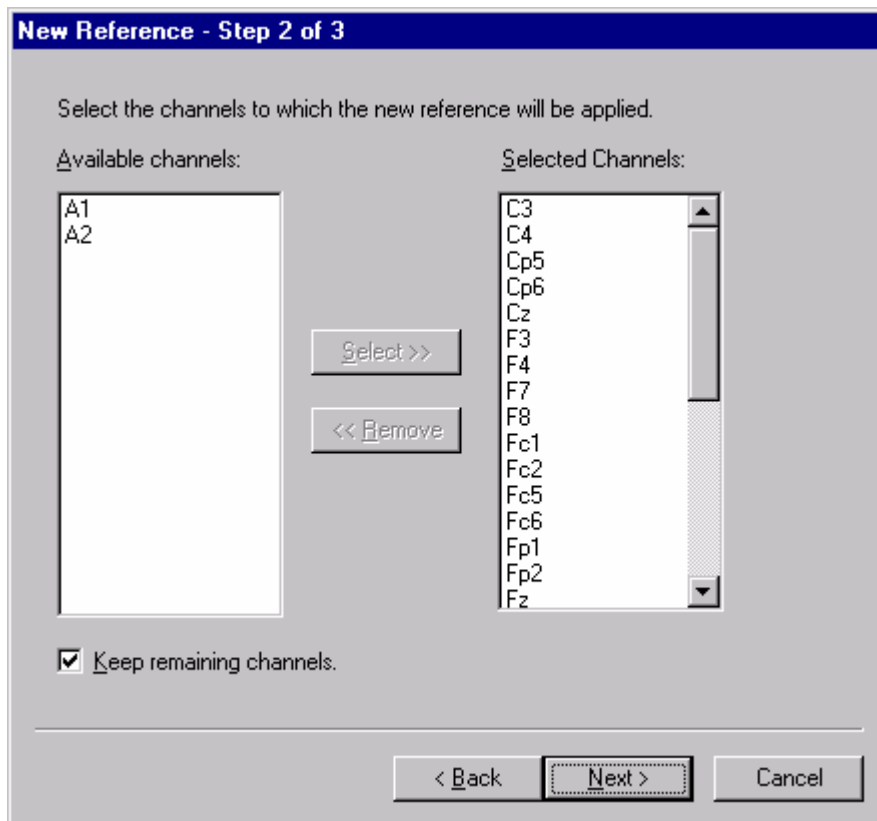 New Reference - Step 2 of 3
Select the channels to which the new reference will be applied.
Available channels:
A1
A2
Select >>
<< Remove
Selected Channels:
C3
C4
Cp5
Cp6
Cz
F3
F4
F7
F8
Fc1
Fc2
Fc5
Fc6
Fp1
Fp2
Fz
Keep remaining channels.
< Back
Next >
Cancel